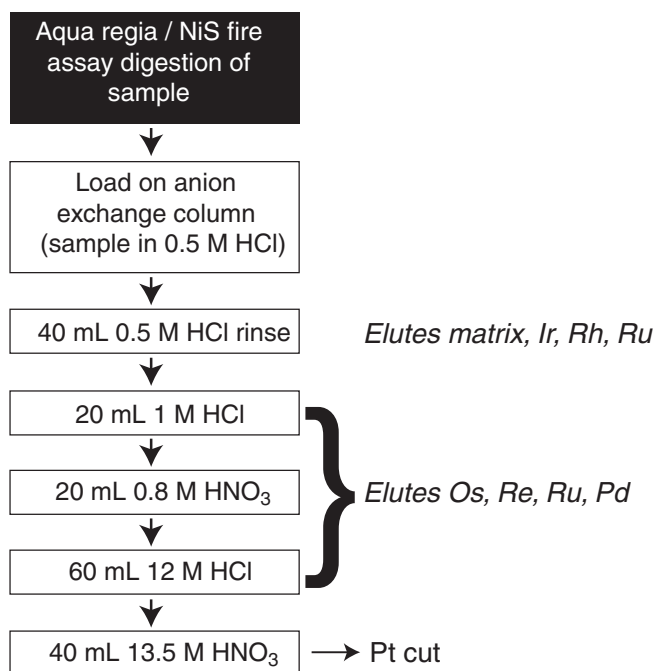 Aqua regia / NiS fire
assay digestion of
sample
Load on anion
exchange column
(sample in 0.5 M HCl)
40 mL 0.5 M HCl rinse
Elutes matrix, Ir, Rh, Ru
20 mL 1 M HCl
20 mL 0.8 M HNO₃
Elutes Os, Re, Ru, Pd
60 mL 12 M HCl
40 mL 13.5 M HNO₃
Pt cut